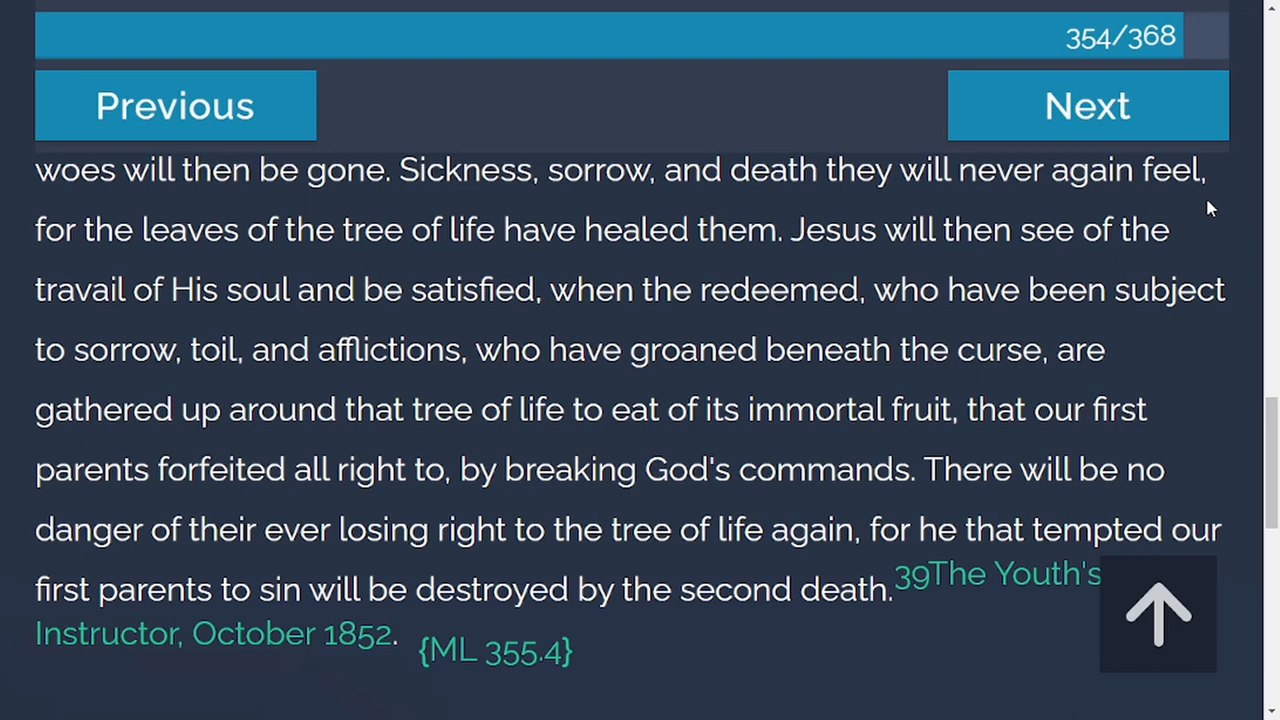 354/368
Previous
Next
woes will then be gone. Sickness, sorrow, and death they will never again feel,
for the leaves of the tree of life have healed them. Jesus will then see of the
travail of His soul and be satisfied, when the redeemed, who have been subject
to sorrow, toil, and afflictions, who have groaned beneath the curse, are
gathered up around that tree of life to eat of its immortal fruit, that our first
parents forfeited all right to, by breaking God's commands. There will be no
danger of their ever losing right to the tree of life again, for he that tempted our
first parents to sin will be destroyed by the second death.39The Youth's
Instructor, October 1852. {ML 355.4}